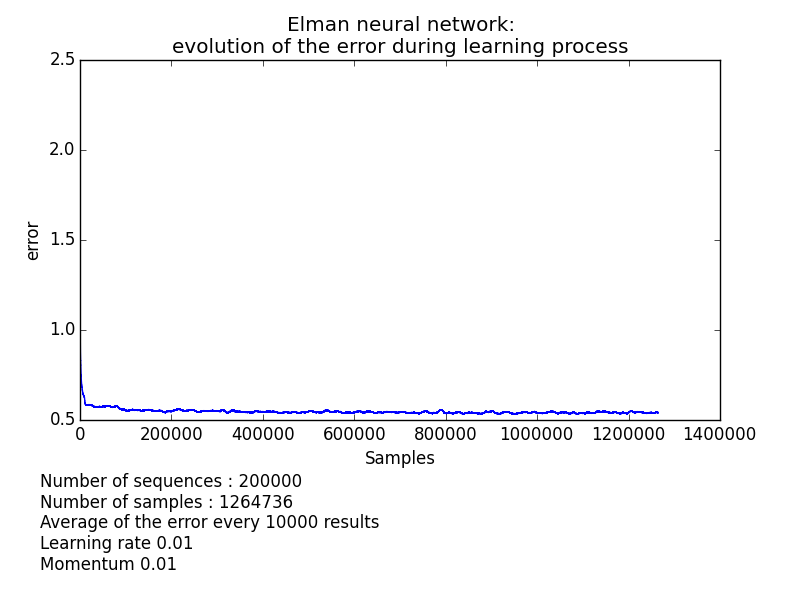 Elman neural network:
evolution of the error during learning process
2.5
2.0
1.5
1.0
0.5
error
0 200000 400000 600000 800000 1000000 1200000 1400000
Samples
Number of sequences : 200000
Number of samples : 1264736
Average of the error every 10000 results
Learning rate 0.01
Momentum 0.01